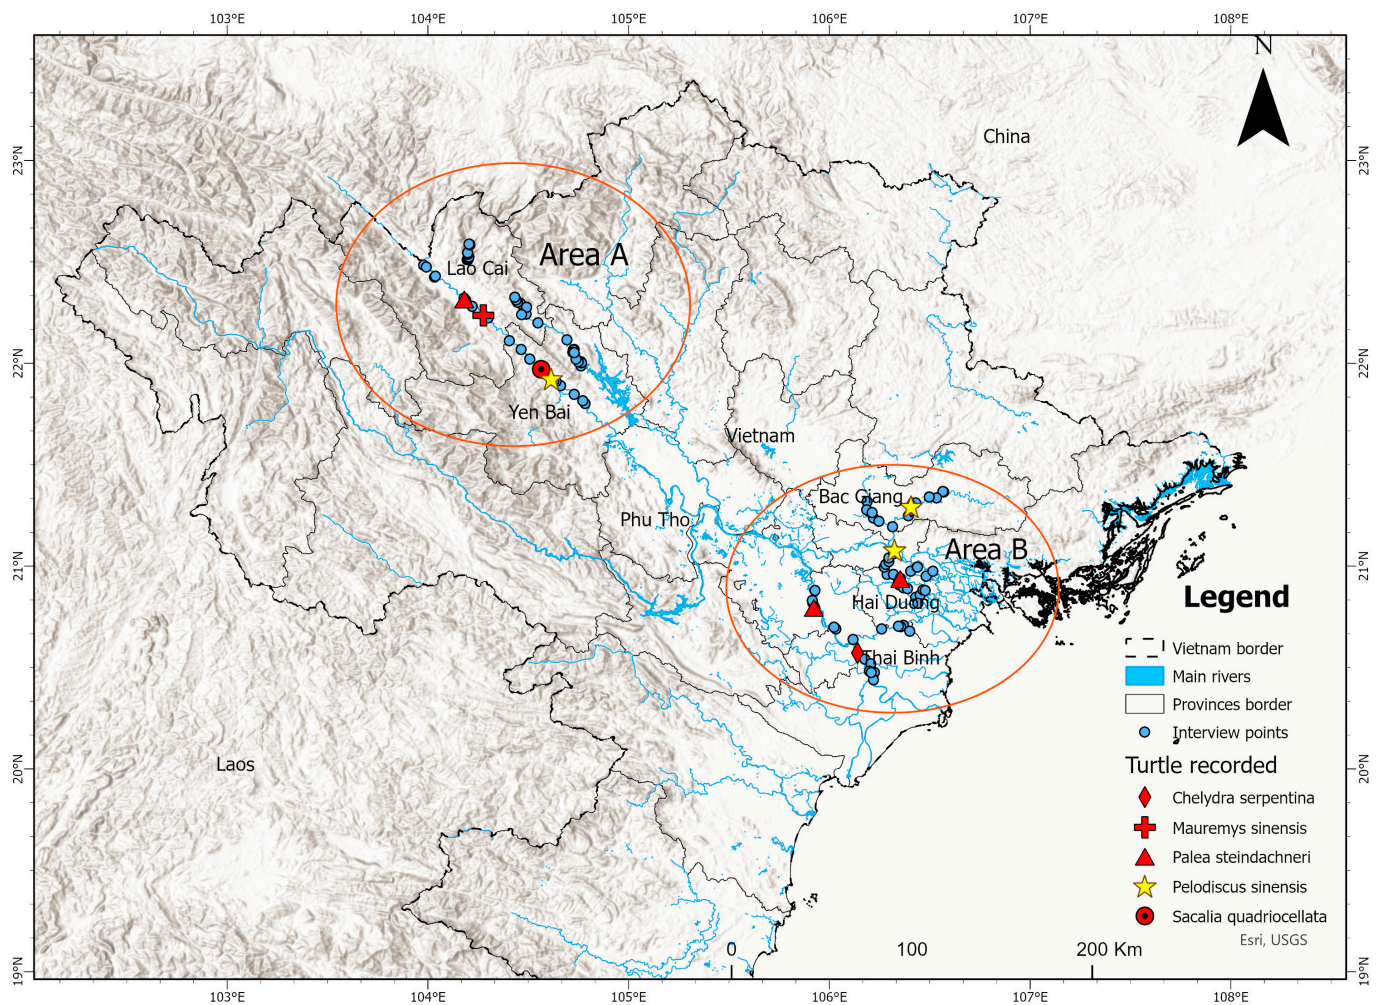 103°E 104°E 105°E 106°E 107°E 108°E
N
China
23°N 23°N
Area A
Lao Cai
22°N 22°N
Yen Bai
Vietnam
Bac Giang
Phu Tho
Area B
21°N 21°N
Hai Duong
Thai Binh
Legend
Vietnam border
Main rivers
Provinces border
Interview points
Laos
20°N 20°N
Turtle recorded
Chelydra serpentina
Mauremys sinensis
Palea steindachneri
Pelodiscus sinensis
Sacalia quadriocellata
Esri, USGS
0 100 200 Km
19°N 19°N
103°E 104°E 105°E 106°E 107°E 108°E